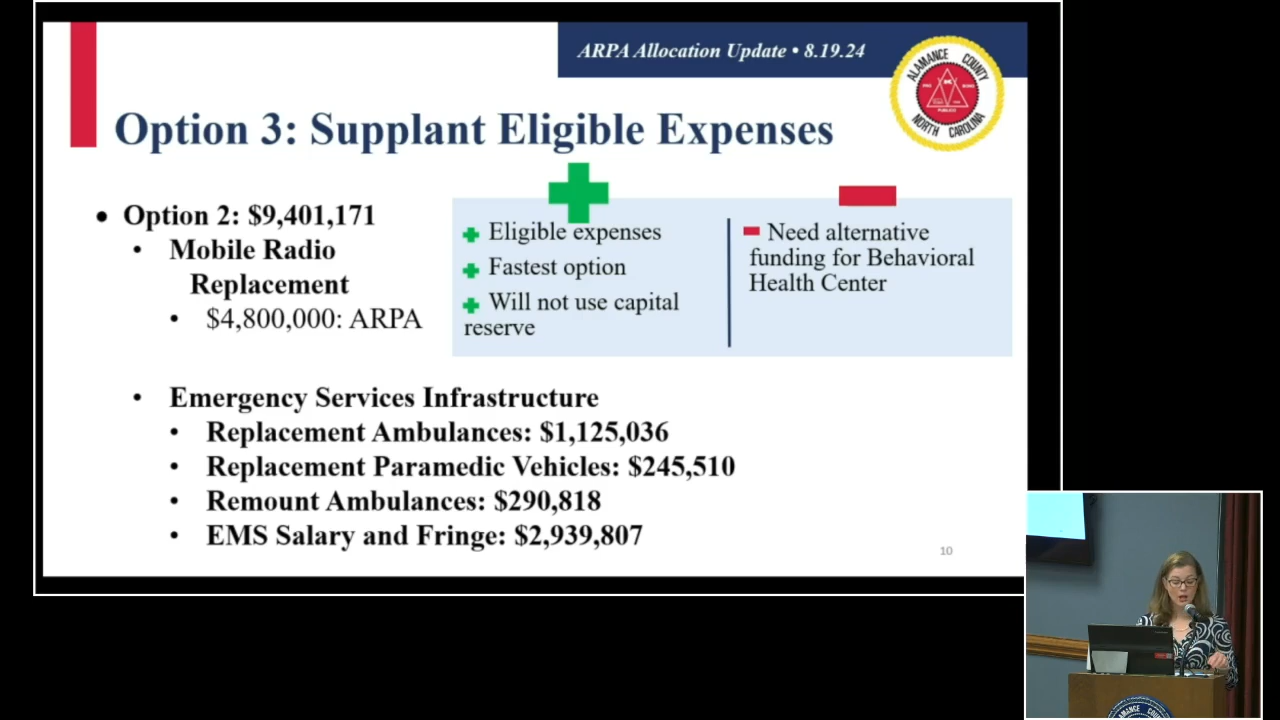 ARPA Allocation Update • 8.19.24
ALAMANCE COUNTY
NORTH CAROLINA
Option 3: Supplant Eligible Expenses
• Option 2: $9,401,171
• Mobile Radio
Replacement
• $4,800,000: ARPA
Eligible expenses
Fastest option
Will not use capital
reserve
Need alternative
funding for Behavioral
Health Center
• Emergency Services Infrastructure
• Replacement Ambulances: $1,125,036
• Replacement Paramedic Vehicles: $245,510
• Remount Ambulances: $290,818
• EMS Salary and Fringe: $2,939,807
10